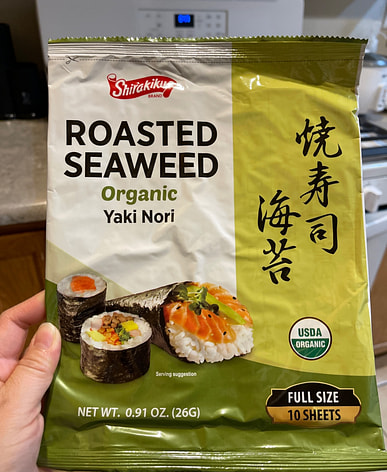 Shirakiku
BRAND
ROASTED
SEAWEED
Organic
Yaki Nori
焼寿司
海苔
USDA
ORGANIC
Serving suggestion
NET WT. 0.91 OZ. (26G)
FULL SIZE
10 SHEETS